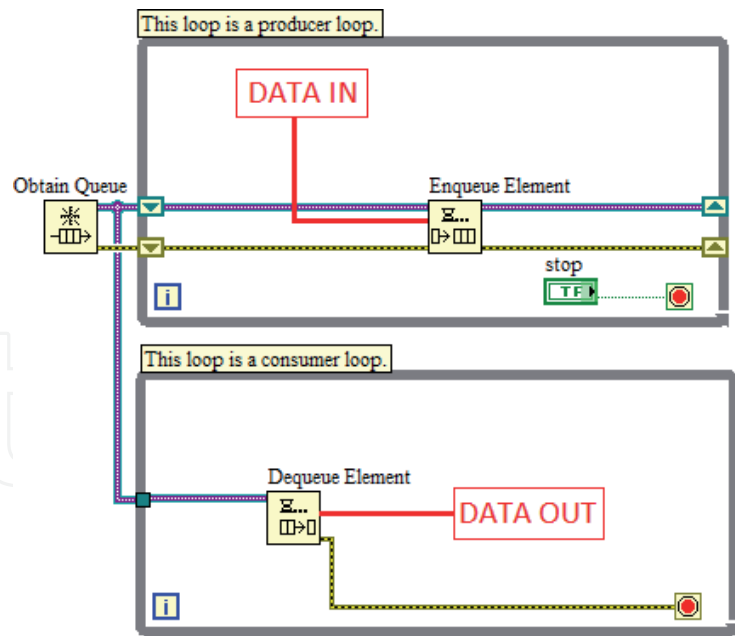 This loop is a producer loop.
DATA IN
Obtain Queue
Enqueue Element
stop
TF
i
This loop is a consumer loop.
Dequeue Element
DATA OUT
i